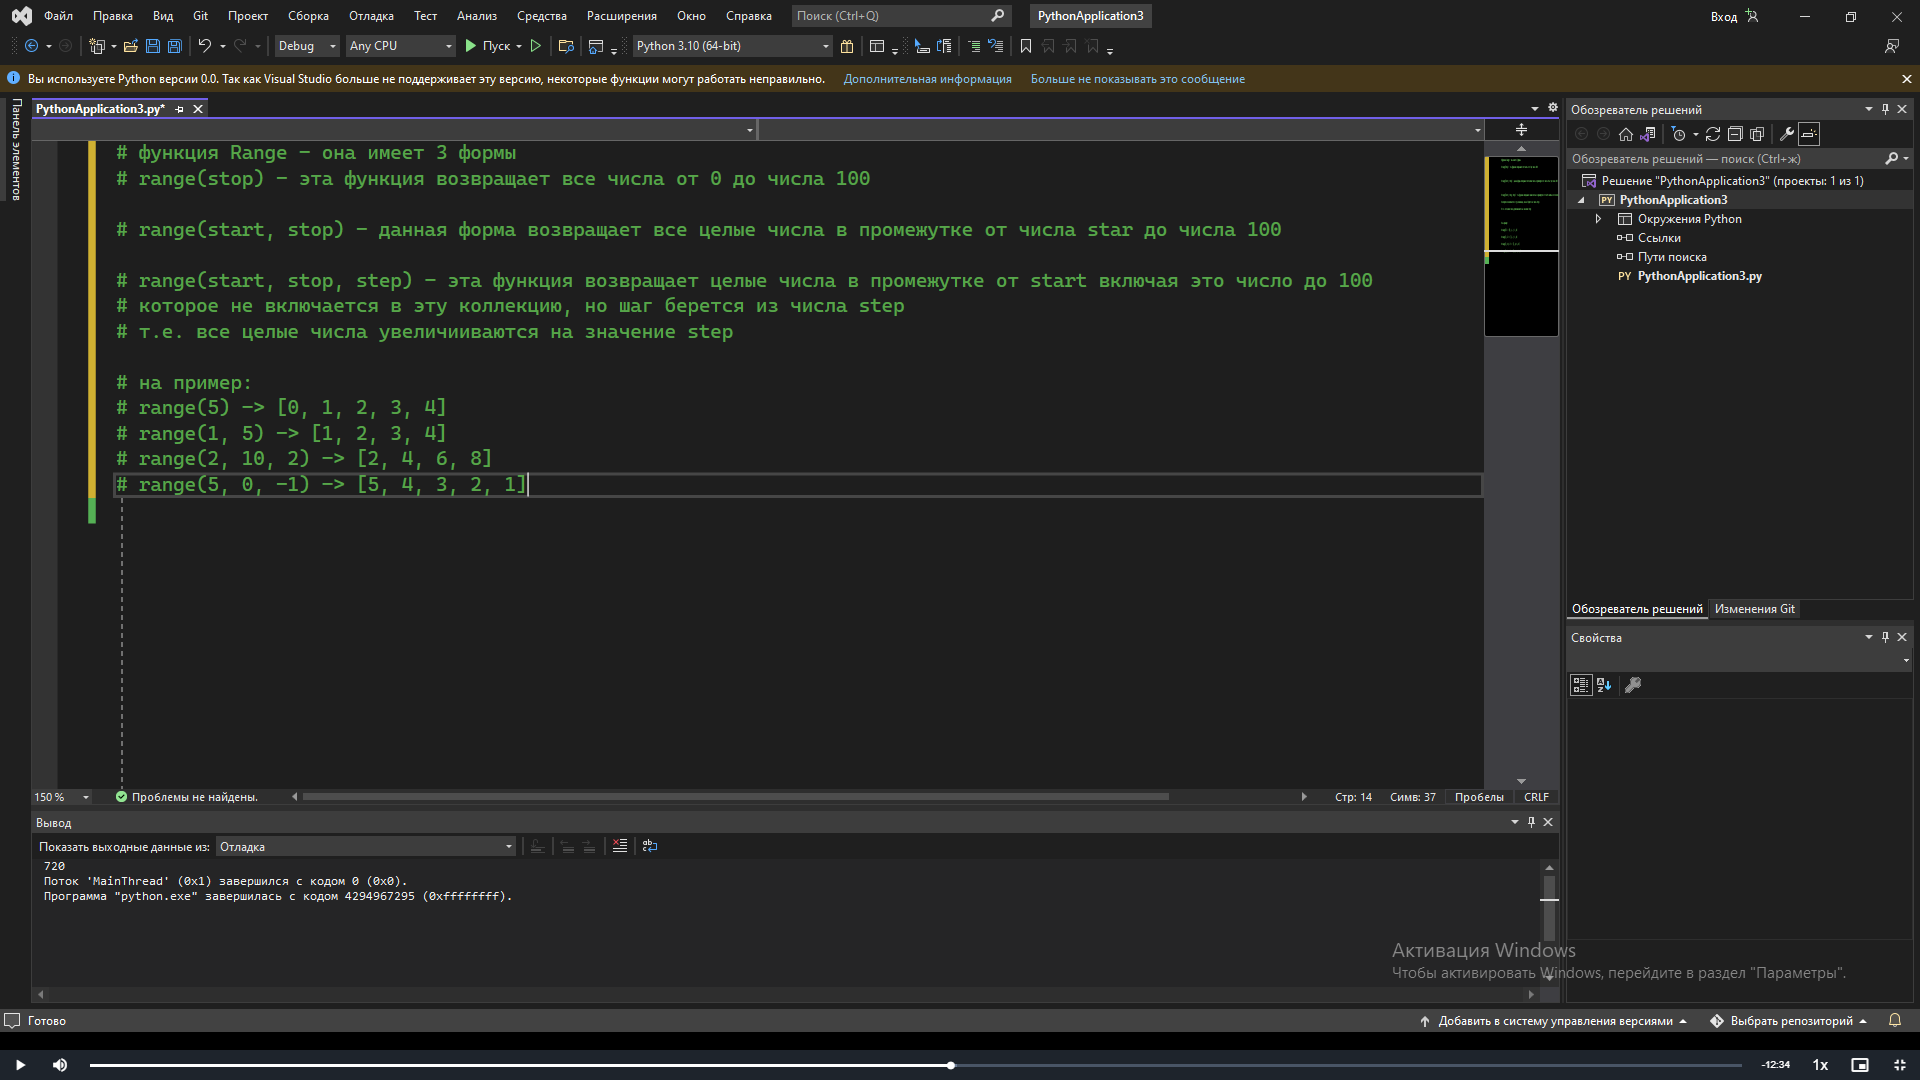 Файл Правка Вид Git Проект Сборка Отладка Тест Анализ Средства Расширения Окно Справка Поиск (Ctrl+Q) PythonApplication3 Вход
Debug Any CPU Пуск Python 3.10 (64-bit)
Вы используете Python версии 0.0. Так как Visual Studio больше не поддерживает эту версию, некоторые функции могут работать неправильно. Дополнительная информация Больше не показывать это сообщение
Панель элементов
PythonApplication3.py*
# функция Range – она имеет 3 формы
# range(stop) – эта функция возвращает все числа от 0 до числа 100
# range(start, stop) – данная форма возвращает все целые числа в промежутке от числа star до числа 100
# range(start, stop, step) – эта функция возвращает целые числа в промежутке от start включая это число до 100
# которое не включается в эту коллекцию, но шаг берется из числа step
# т.е. все целые числа увеличииваются на значение step
# на пример:
# range(5) –> [0, 1, 2, 3, 4]
# range(1, 5) –> [1, 2, 3, 4]
# range(2, 10, 2) –> [2, 4, 6, 8]
# range(5, 0, –1) –> [5, 4, 3, 2, 1]
150 % Проблемы не найдены. Стр: 14 Симв: 37 Пробелы CRLF
Вывод
Показать выходные данные из: Отладка
720
Поток 'MainThread' (0x1) завершился с кодом 0 (0x0).
Программа "python.exe" завершилась с кодом 4294967295 (0xffffffff).
Обозреватель решений
Обозреватель решений — поиск (Ctrl+ж)
Решение "PythonApplication3" (проекты: 1 из 1)
PY PythonApplication3
Окружения Python
Ссылки
Пути поиска
PY PythonApplication3.py
Обозреватель решений Изменения Git
Свойства
Активация Windows
Чтобы активировать Windows, перейдите в раздел "Параметры".
Готово Добавить в систему управления версиями Выбрать репозиторий
-12:34 1x